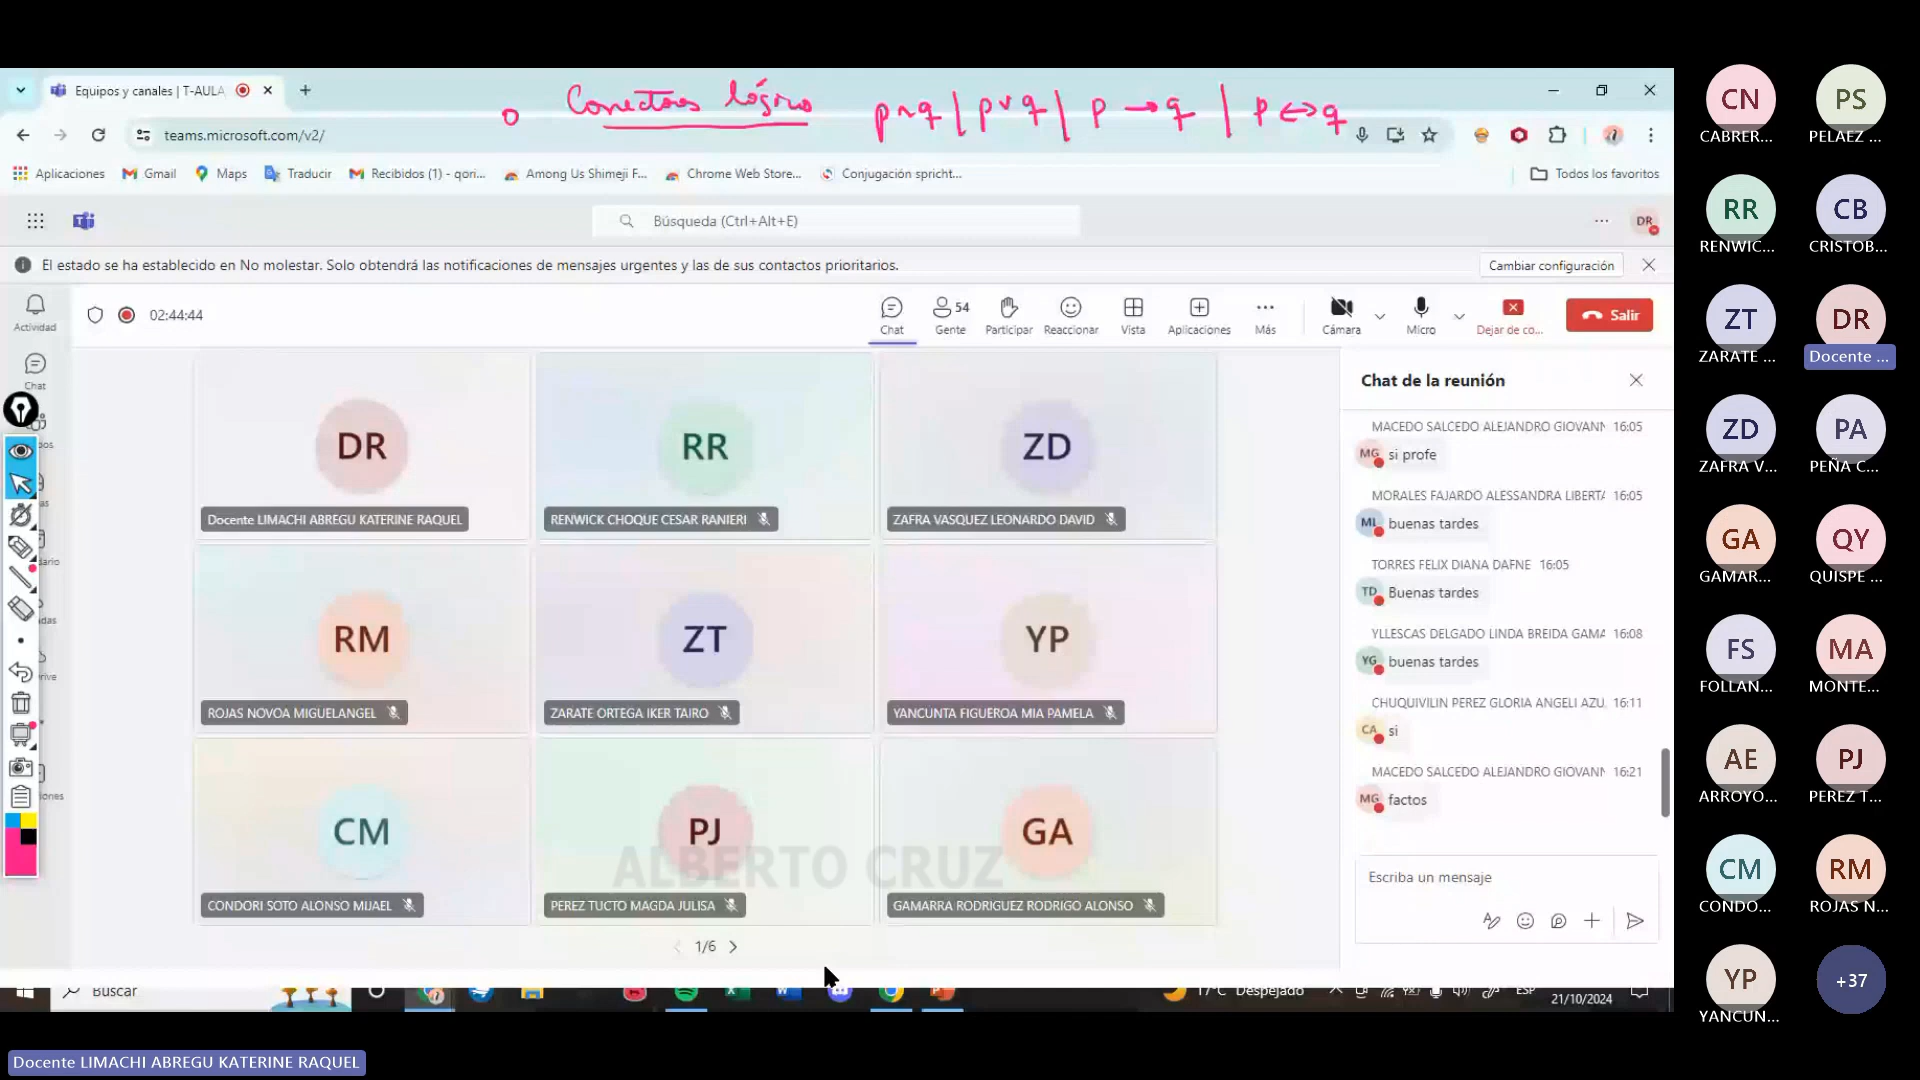 Equipos y canales | T-AULA
Conectores lógico p∧q | p∨q | p → q | p ↔ q
teams.microsoft.com/v2/
Aplicaciones Gmail Maps Traducir Recibidos (1) - qori... Among Us Shimeji F... Chrome Web Store... Conjugación spricht... Todos los favoritos
Búsqueda (Ctrl+Alt+E) DR
El estado se ha establecido en No molestar. Solo obtendrá las notificaciones de mensajes urgentes y las de sus contactos prioritarios. Cambiar configuración
Actividad
Chat
02:44:44
Chat
54
Gente
Participar
Reaccionar
Vista
Aplicaciones
Más
Cámara
Micro
Dejar de co...
Salir
DR
Docente LIMACHI ABREGU KATERINE RAQUEL
RR
RENWICK CHOQUE CESAR RANIERI
ZD
ZAFRA VASQUEZ LEONARDO DAVID
RM
ROJAS NOVOA MIGUELANGEL
ZT
ZARATE ORTEGA IKER TAIRO
YP
YANCUNTA FIGUEROA MIA PAMELA
CM
CONDORI SOTO ALONSO MIJAEL
PJ
PEREZ TUCTO MAGDA JULISA
GA
GAMARRA RODRIGUEZ RODRIGO ALONSO
ALBERTO CRUZ
1/6
Chat de la reunión
MACEDO SALCEDO ALEJANDRO GIOVANN 16:05
MG si profe
MORALES FAJARDO ALESSANDRA LIBERTA 16:05
ML buenas tardes
TORRES FELIX DIANA DAFNE 16:05
TD Buenas tardes
YLLESCAS DELGADO LINDA BREIDA GAMA 16:08
YG buenas tardes
CHUQUIVILIN PEREZ GLORIA ANGELI AZU. 16:11
CA si
MACEDO SALCEDO ALEJANDRO GIOVANN 16:21
MG factos
Escriba un mensaje
Buscar
17°C Despejado
ESP
21/10/2024
CN
CABRER...
PS
PELAEZ ...
RR
RENWIC...
CB
CRISTOB...
ZT
ZARATE ...
DR
Docente ...
ZD
ZAFRA V...
PA
PEÑA C...
GA
GAMAR...
QY
QUISPE ...
FS
FOLLAN...
MA
MONTE...
AE
ARROYO...
PJ
PEREZ T...
CM
CONDO...
RM
ROJAS N...
YP
YANCUN...
+37
Docente LIMACHI ABREGU KATERINE RAQUEL